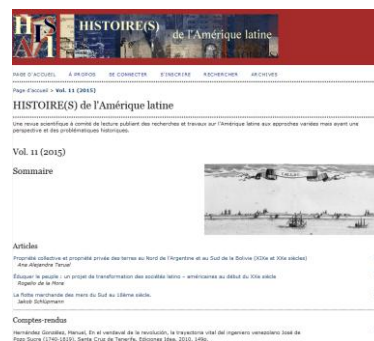 HIS
AL
HISTOIRE(S)
de l'Amérique latine
PAGE D'ACCUEIL À PROPOS SE CONNECTER S'INSCRIRE RECHERCHER ARCHIVES
Page d'accueil > Vol. 11 (2015)
HISTOIRE(S) de l'Amérique latine
Une revue scientifique à comité de lecture publiant des recherches et travaux sur l'Amérique latine aux approches variées mais ayant une
perspective et des problématiques historiques.
Vol. 11 (2015)
Sommaire
Articles
Propriété collective et propriété privée des terres au Nord de l'Argentine et au Sud de la Bolivie (XIXe et XXe siècles)
Ana Alejandra Teruel
Éduquer le peuple : un projet de transformation des sociétés latino – américaines au début du XXe siècle
Rogelio de la Mora
La flotte marchande des mers du Sud au 18ème siècle.
Jakob Schlüpmann
Comptes-rendus
Hernández González, Manuel, En el vendaval de la revolución, la trayectoria vital del ingeniero venezolano José de
Pozo Sucre (1740-1819). Santa Cruz de Tenerife, Ediciones Idea, 2010, 149p.